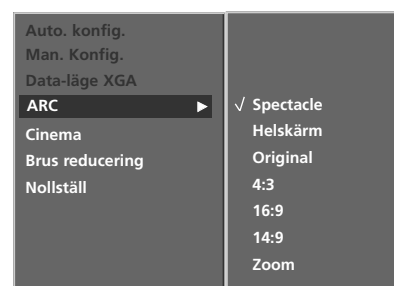 Auto. konfig.
Man. Konfig.
Data-läge XGA
ARC
Cinema
Brus reducering
Nollställ
√ Spectacle
Helskärm
Original
4:3
16:9
14:9
Zoom